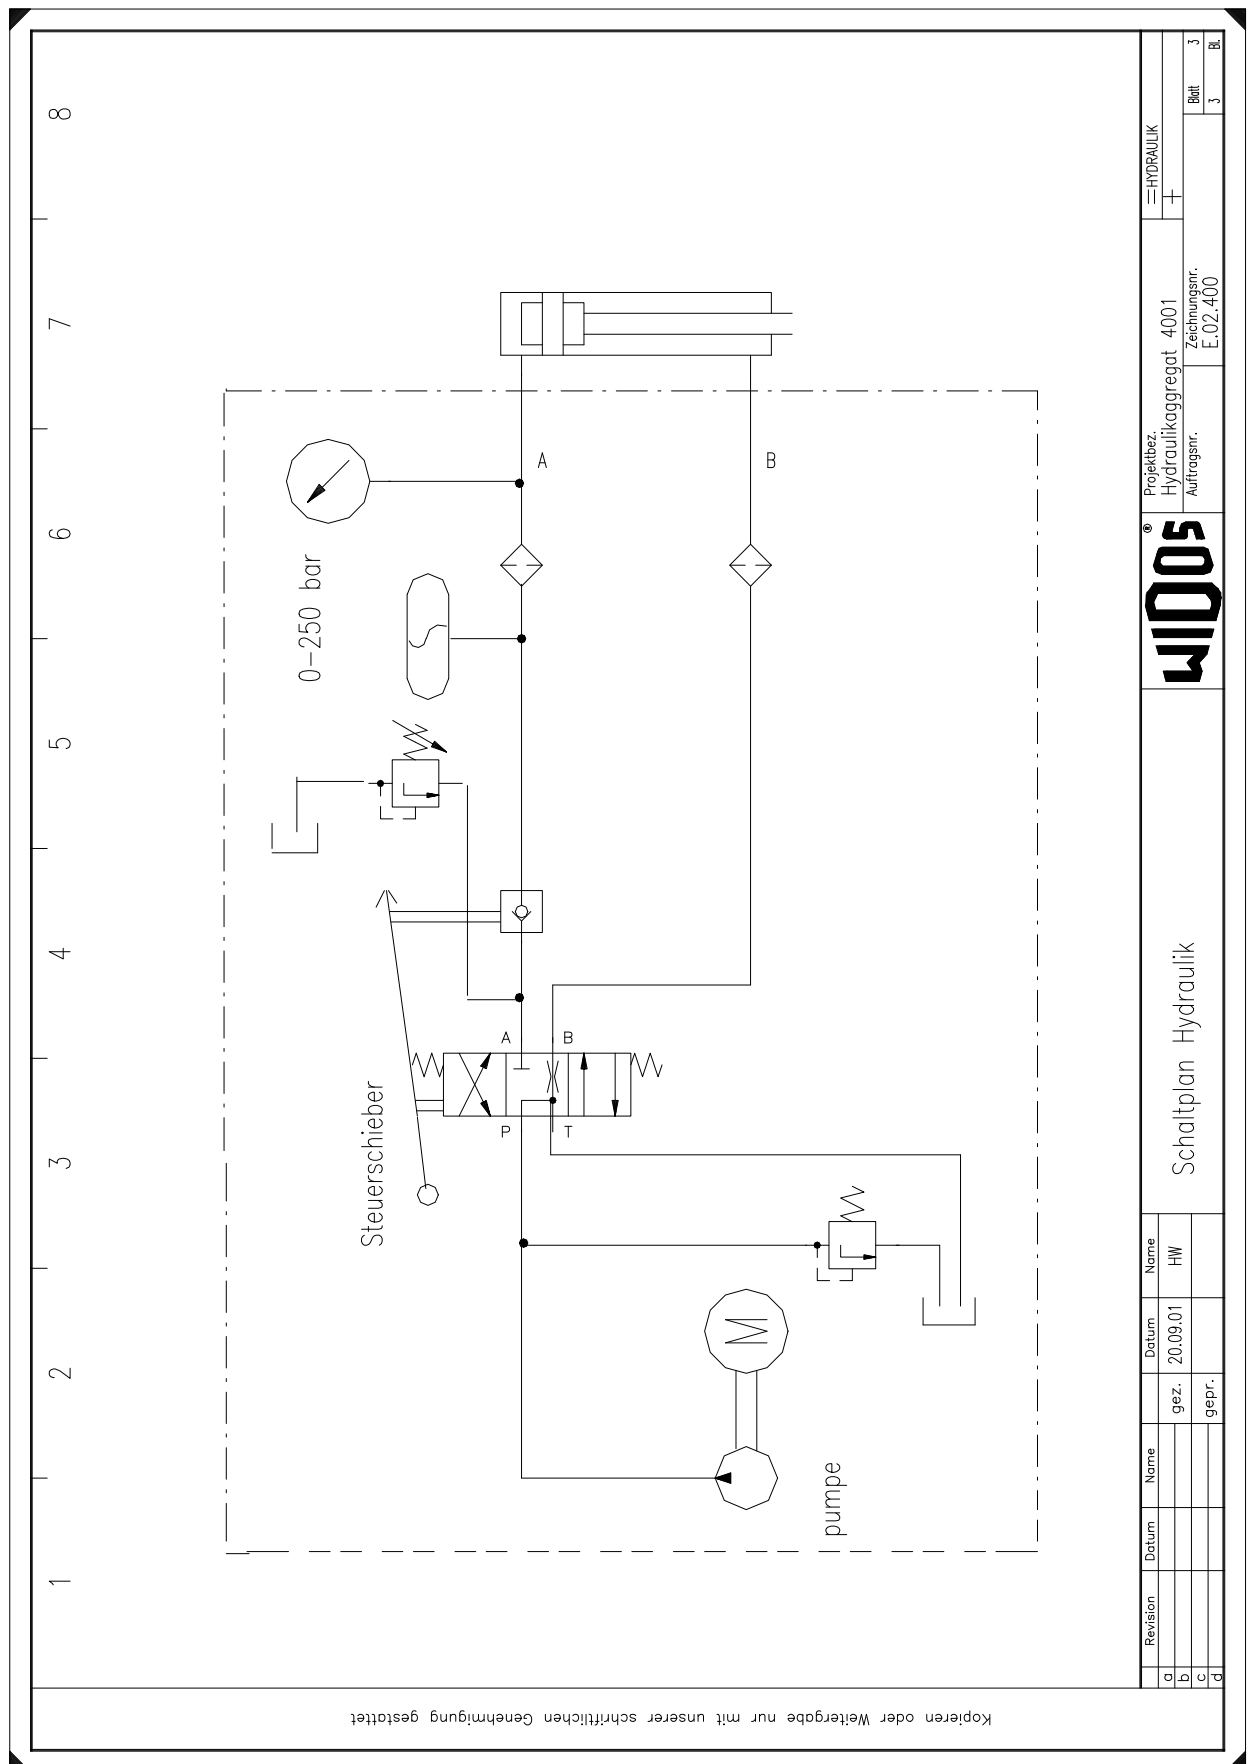 1 2 3 4 5 6 7 8
0-250 bar
Steuerschieber
A
B
A
B
P
T
M
pumpe
Kopieren oder Weitergabe nur mit unserer schriftlichen Genehmigung gestattet
Revision Datum Name Datum Name
a
b
c
d
gez. 20.09.01 HW
gepr.
Schaltplan Hydraulik
WIDOS®
Projektbez.
Hydraulikaggregat 4001
Auftragsnr.
Zeichnungsnr.
E.02.400
=HYDRAULIK
+
Blatt 3
3 Bl.